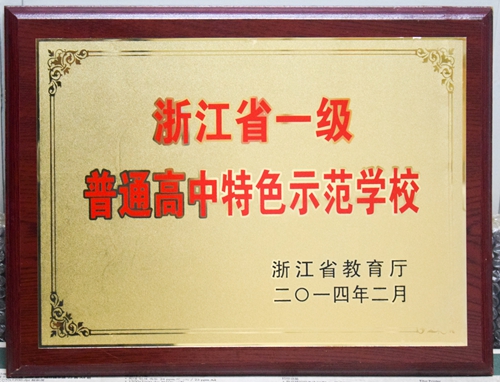 浙江省一级
普通高中特色示范学校
浙江省教育厅
二〇一四年二月